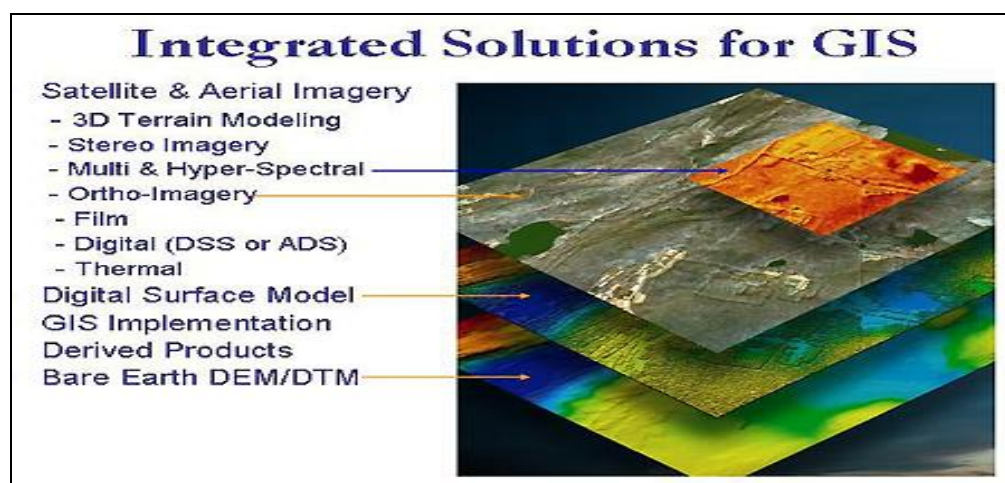 Integrated Solutions for GIS
Satellite & Aerial Imagery
- 3D Terrain Modeling
- Stereo Imagery
- Multi & Hyper-Spectral
- Ortho-Imagery
- Film
- Digital (DSS or ADS)
- Thermal
Digital Surface Model
GIS Implementation
Derived Products
Bare Earth DEM/DTM